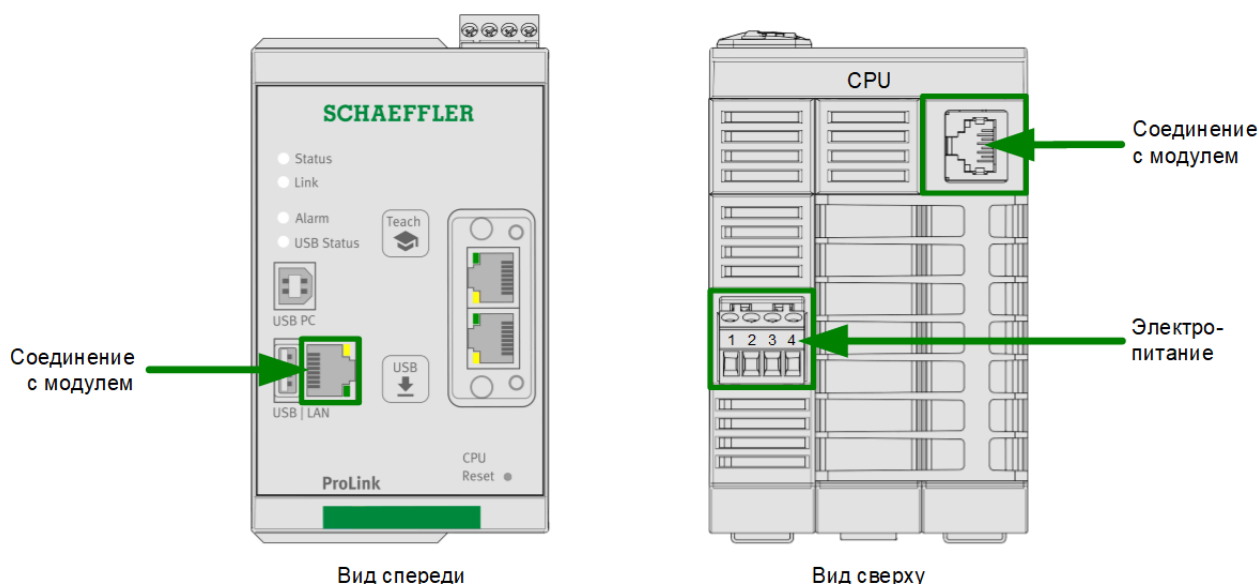 SCHAEFFLER
Status
Link
Alarm
USB Status
Teach
USB PC
USB
USB | LAN
CPU
Reset
ProLink
Соединение
с модулем
Вид спереди
CPU
Соединение
с модулем
1 2 3 4
Электро-
питание
Вид сверху